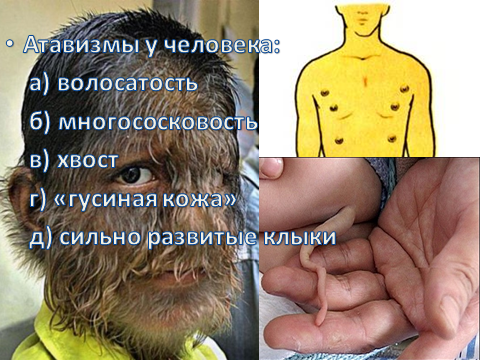 • Атавизмы у человека:
а) волосатость
б) многососковость
в) хвост
г) «гусиная кожа»
д) сильно развитые клыки